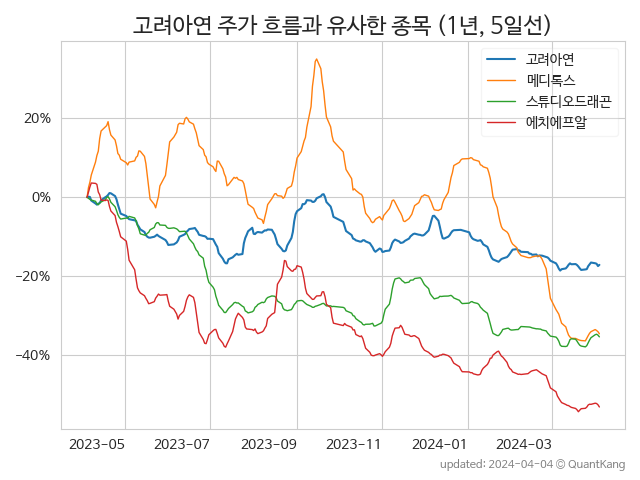 고려아연 주가 흐름과 유사한 종목 (1년, 5일선)
고려아연
메디톡스
스튜디오드래곤
에치에프알
20%
0%
−20%
−40%
2023−05
2023−07
2023−09
2023−11
2024−01
2024−03
updated: 2024-04-04 © QuantKang